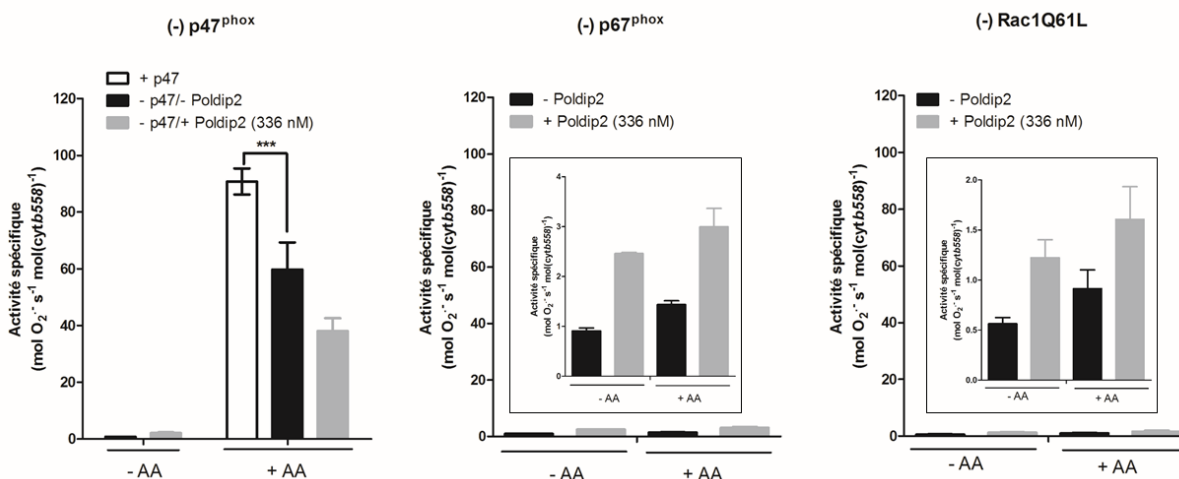 (-) p47phox
+ p47
- p47/- Poldip2
- p47/+ Poldip2 (336 nM)
Activité spécifique
(mol O2·- s-1 mol(cytb558)-1
120
100
80
60
40
20
0
***
- AA
+ AA
(-) p67phox
- Poldip2
+ Poldip2 (336 nM)
Activité spécifique
(mol O2·- s-1 mol(cytb558)-1
120
100
80
60
40
20
0
Activité spécifique
(mol O2·- s-1 mol(cytb558)-1
4
3
2
1
0
- AA
+ AA
- AA
+ AA
(-) Rac1Q61L
- Poldip2
+ Poldip2 (336 nM)
Activité spécifique
(mol O2·- s-1 mol(cytb558)-1
120
100
80
60
40
20
0
Activité spécifique
(mol O2·- s-1 mol(cytb558)-1
2.0
1.5
1.0
0.5
0.0
- AA
+ AA
- AA
+ AA